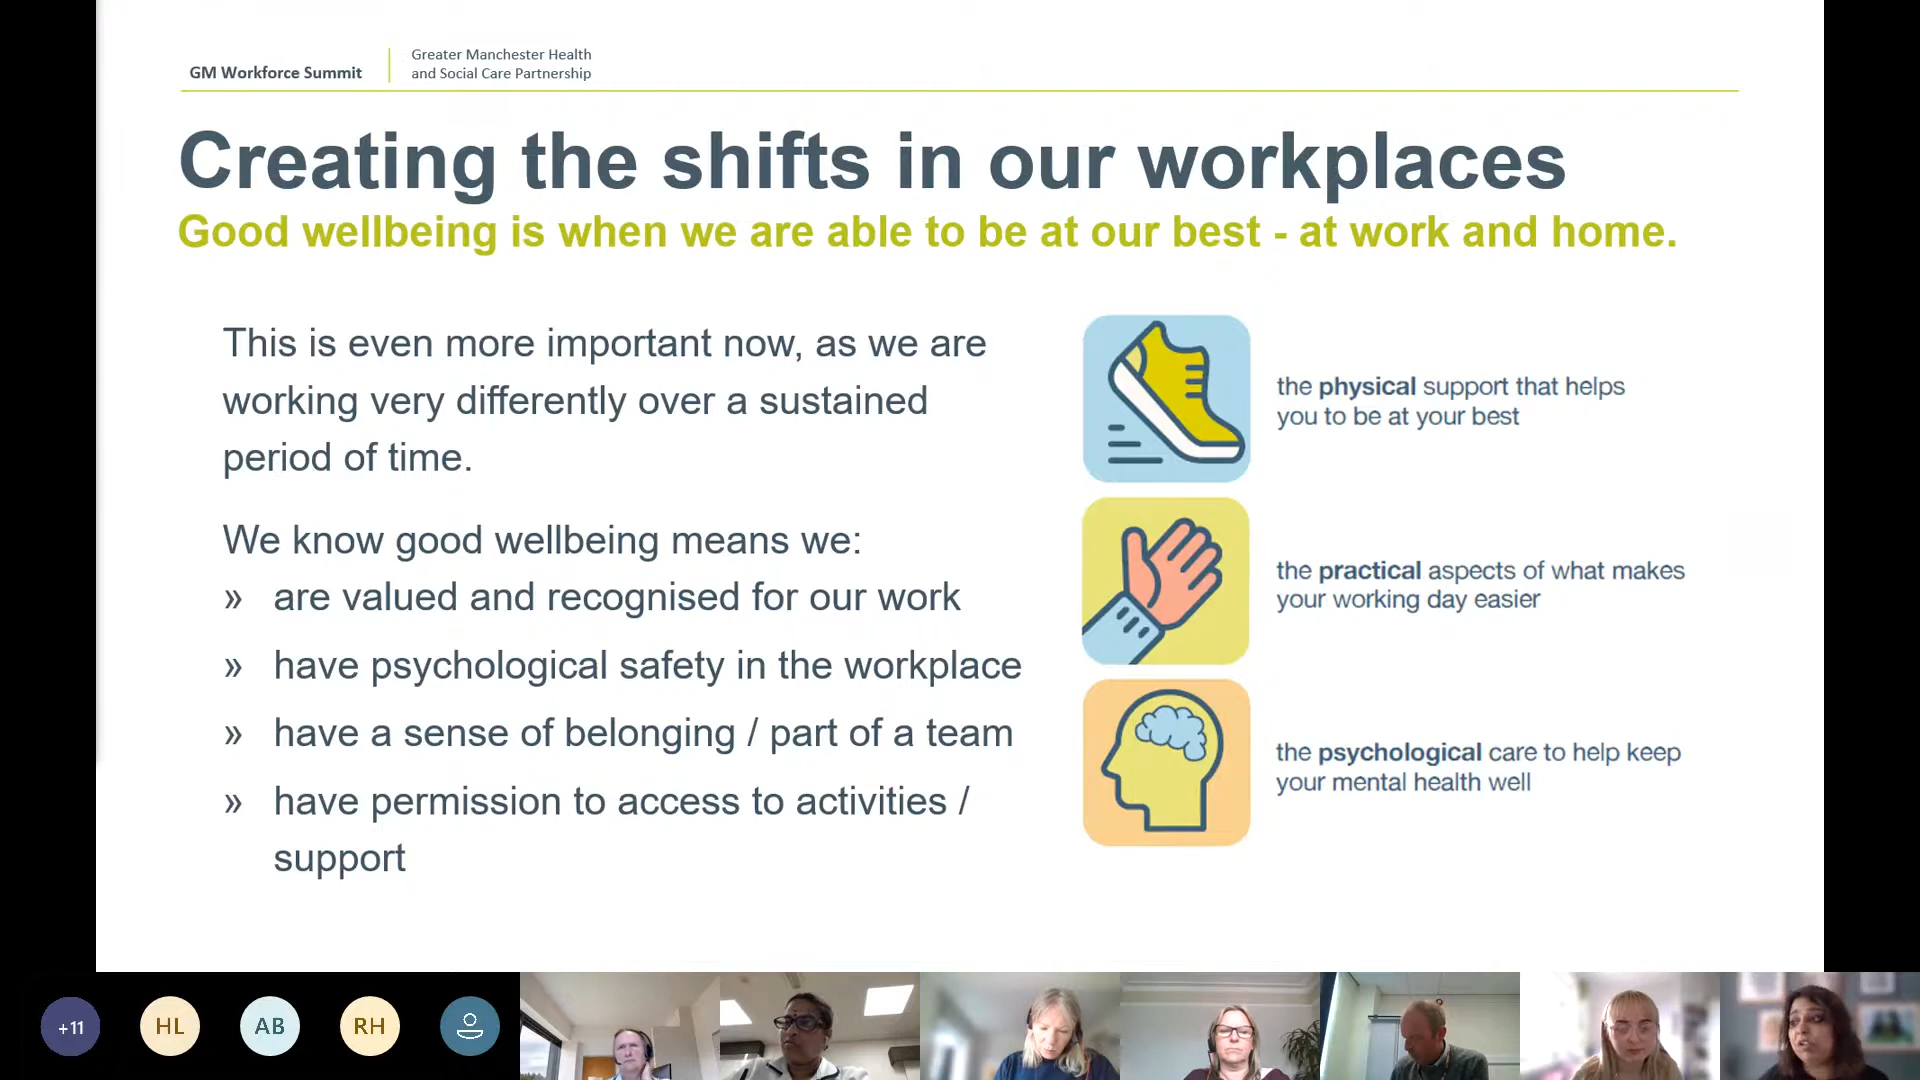 GM Workforce Summit
Greater Manchester Health
and Social Care Partnership
Creating the shifts in our workplaces
Good wellbeing is when we are able to be at our best - at work and home.
This is even more important now, as we are
working very differently over a sustained
period of time.
We know good wellbeing means we:
» are valued and recognised for our work
» have psychological safety in the workplace
» have a sense of belonging / part of a team
» have permission to access to activities /
support
the physical support that helps
you to be at your best
the practical aspects of what makes
your working day easier
the psychological care to help keep
your mental health well
+11
HL
AB
RH